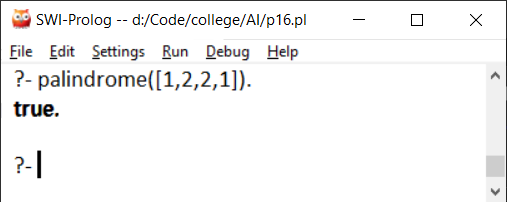 SWI-Prolog -- d:/Code/college/AI/p16.pl
File Edit Settings Run Debug Help
?- palindrome([1,2,2,1]).
true.
?-